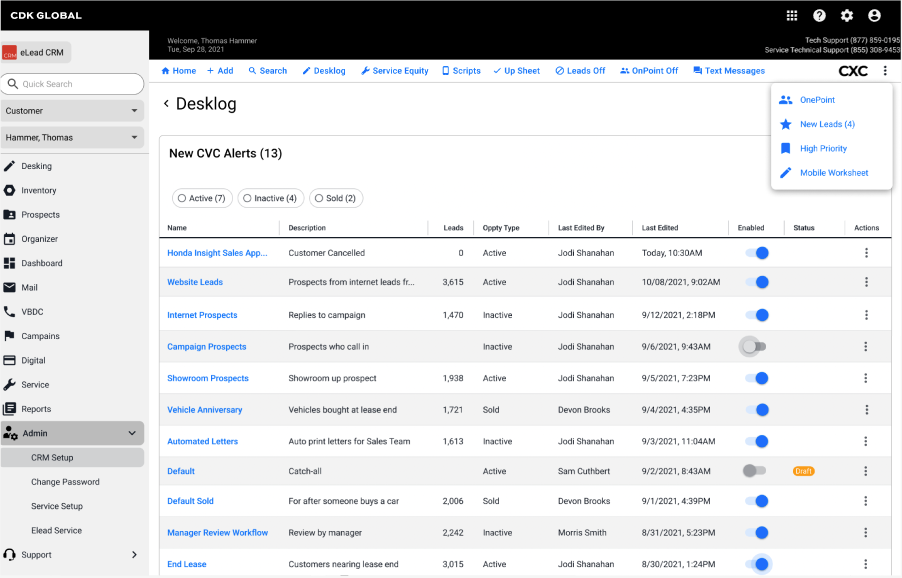 CDK GLOBAL
CRM eLead CRM
Welcome, Thomas Hammer
Tue, Sep 28, 2021
Tech Support (877) 859-0195
Service Technical Support (855) 308-9453
Quick Search
Customer
Hammer, Thomas
Desking
Inventory
Prospects
Organizer
Dashboard
Mail
VBDC
Campains
Digital
Service
Reports
Admin
CRM Setup
Change Password
Service Setup
Elead Service
Support
Home + Add Search Desklog Service Equity Scripts Up Sheet Leads Off OnPoint Off Text Messages CXC
OnePoint
New Leads (4)
High Priority
Mobile Worksheet
Desklog
New CVC Alerts (13)
Active (7) Inactive (4) Sold (2)
Name Description Leads Oppty Type Last Edited By Last Edited Enabled Status Actions
Honda Insight Sales App... Customer Cancelled 0 Active Jodi Shanahan Today, 10:30AM
Website Leads Prospects from internet leads fr... 3,615 Active Jodi Shanahan 10/08/2021, 9:02AM
Internet Prospects Replies to campaign 1,470 Inactive Jodi Shanahan 9/12/2021, 2:18PM
Campaign Prospects Prospects who call in Inactive Jodi Shanahan 9/6/2021, 9:43AM
Showroom Prospects Showroom up prospect 1,938 Active Jodi Shanahan 9/5/2021, 7:23PM
Vehicle Anniversary Vehicles bought at lease end 1,721 Sold Devon Brooks 9/4/2021, 4:35PM
Automated Letters Auto print letters for Sales Team 1,613 Inactive Jodi Shanahan 9/3/2021, 11:04AM
Default Catch-all Active Sam Cuthbert 9/2/2021, 8:43AM Draft
Default Sold For after someone buys a car 2,006 Sold Devon Brooks 9/1/2021, 4:39PM
Manager Review Workflow Review by manager 2,242 Inactive Morris Smith 8/31/2021, 5:23PM
End Lease Customers nearing lease end 3,015 Active Jodi Shanahan 8/30/2021, 1:24PM